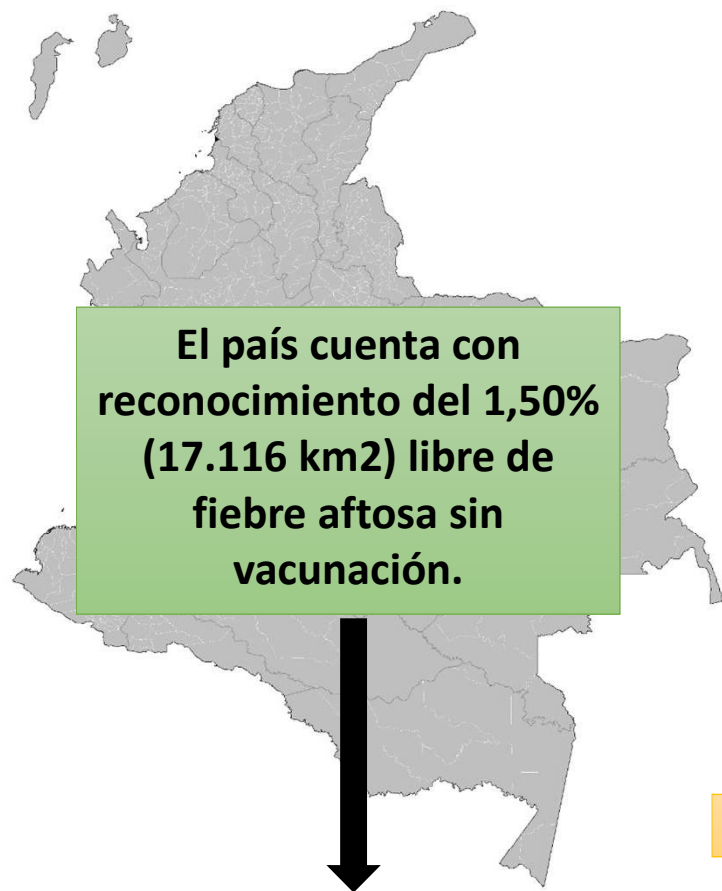 El país cuenta con
reconocimiento del 1,50%
(17.116 km2) libre de
fiebre aftosa sin
vacunación.